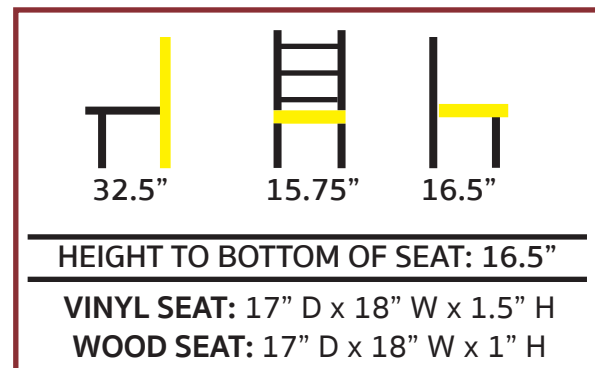 32.5” 15.75” 16.5”
HEIGHT TO BOTTOM OF SEAT: 16.5”
VINYL SEAT: 17” D x 18” W x 1.5” H
WOOD SEAT: 17” D x 18” W x 1” H